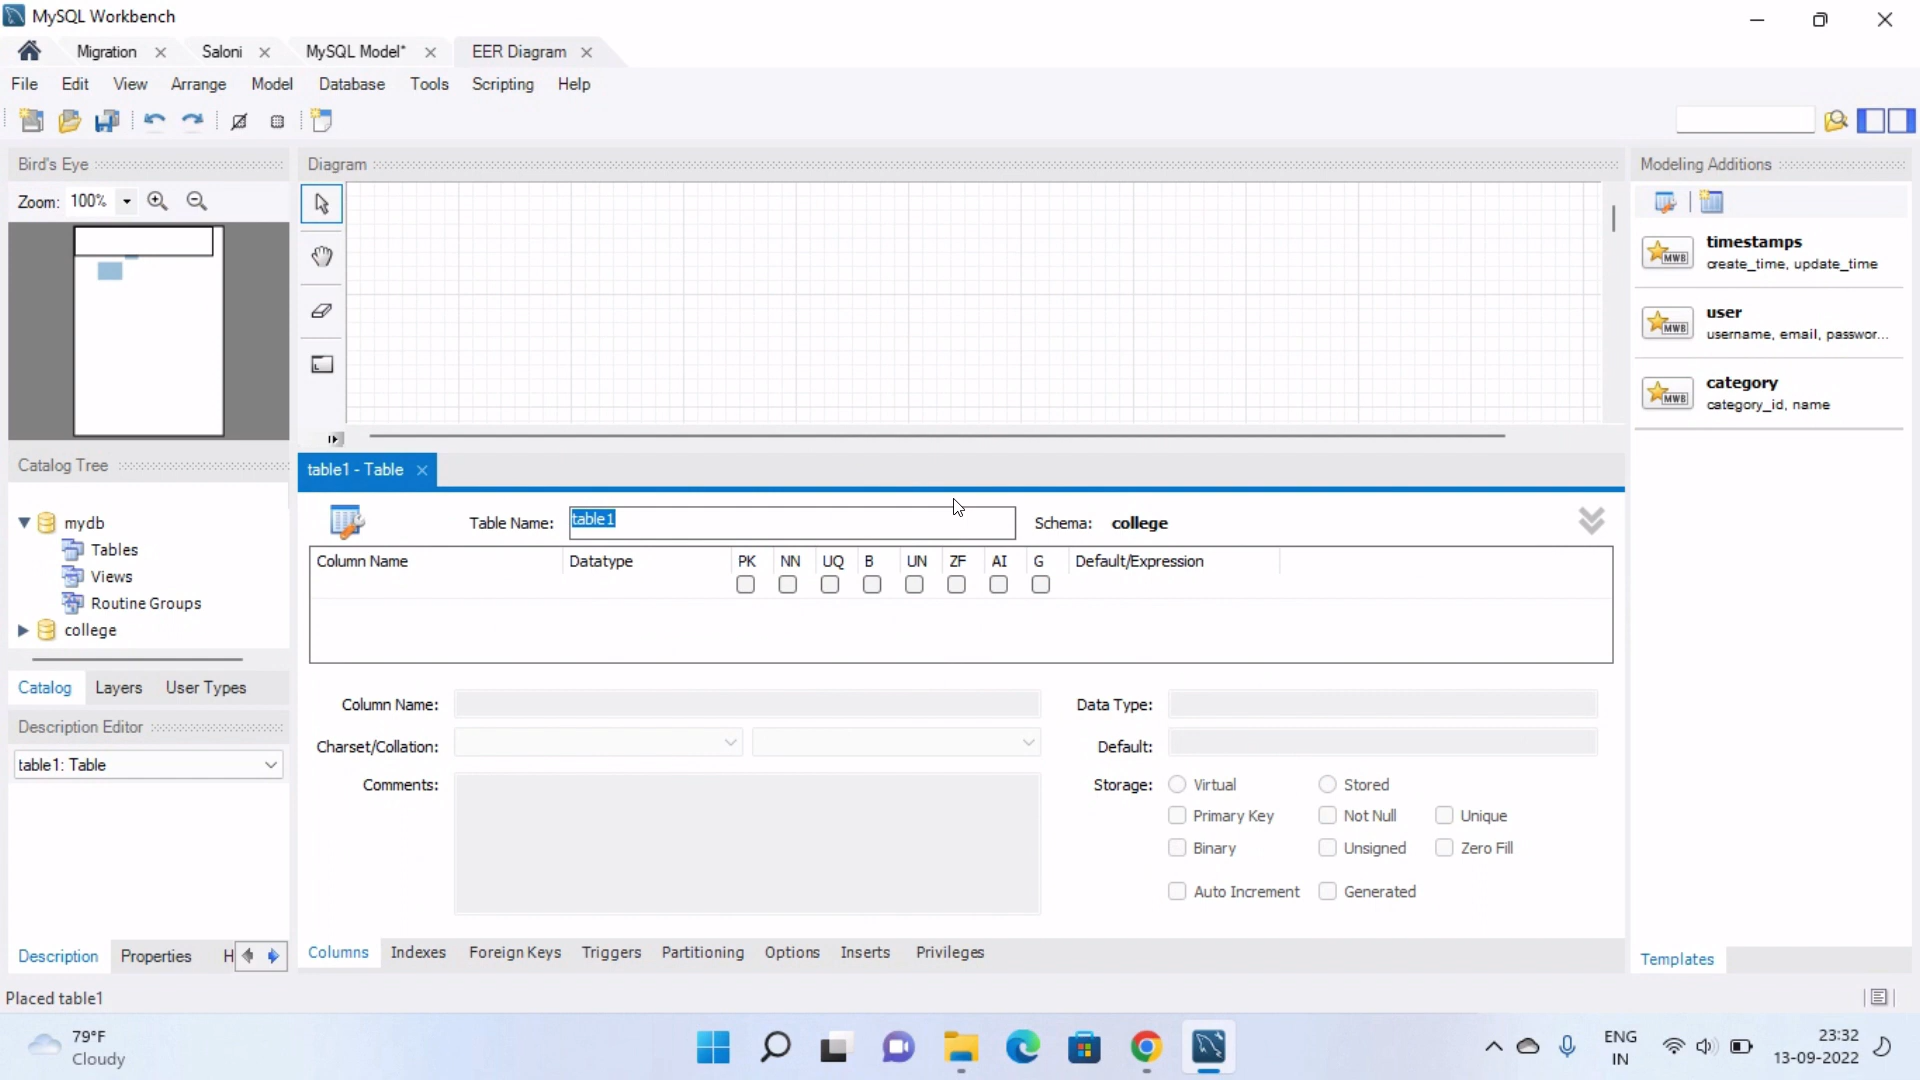 MySQL Workbench
Migration
Saloni
MySQL Model*
EER Diagram
File Edit View Arrange Model Database Tools Scripting Help
Bird's Eye
Zoom: 100%
Diagram
Modeling Additions
timestamps
create_time, update_time
user
username, email, passwor...
category
category_id, name
Catalog Tree
mydb
Tables
Views
Routine Groups
college
Catalog Layers User Types
Description Editor
table1: Table
Description Properties H
table1 - Table
Table Name: table1 Schema: college
Column Name Datatype PK NN UQ B UN ZF AI G Default/Expression
Column Name: Data Type:
Charset/Collation: Default:
Comments: Storage: Virtual Stored
Primary Key Not Null Unique
Binary Unsigned Zero Fill
Auto Increment Generated
Columns Indexes Foreign Keys Triggers Partitioning Options Inserts Privileges
Templates
Placed table1
79°F
Cloudy
ENG
IN
23:32
13-09-2022
MWB
MWB
MWB